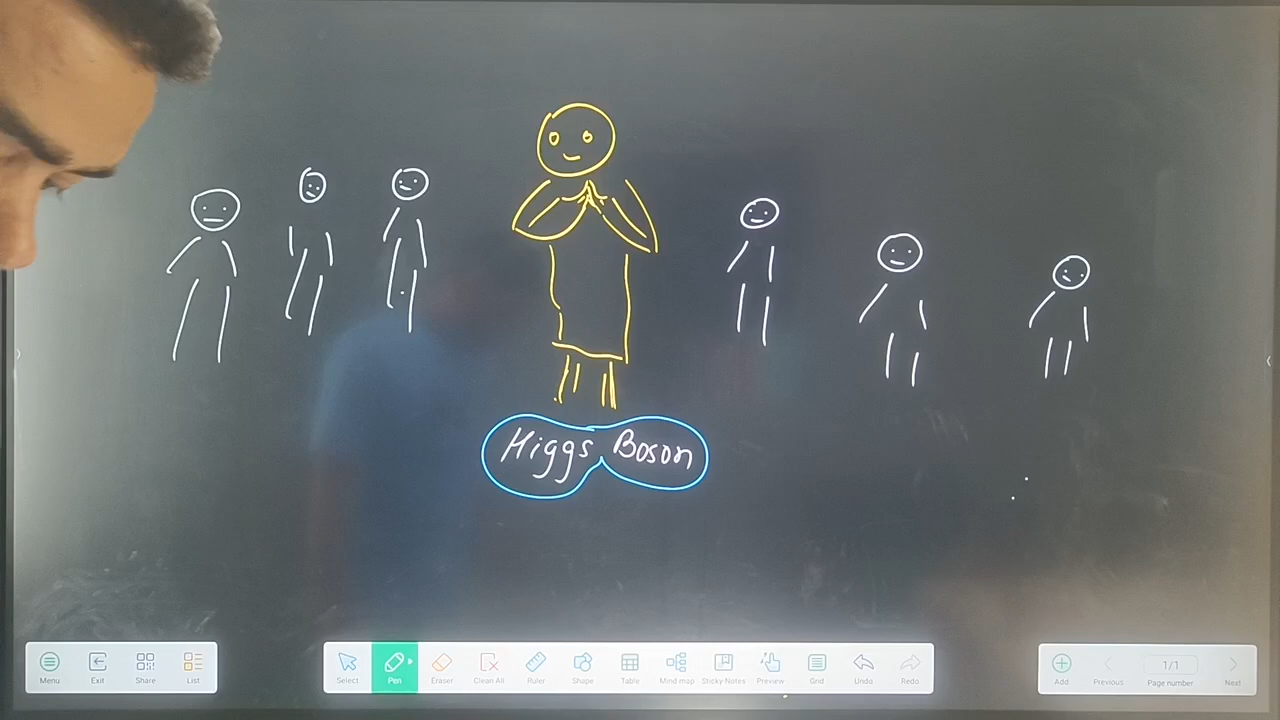 Higgs Boson
Menu Exit Share List
Select Pen Eraser Clean All Ruler Shape Table Mind map Sticky Notes Preview Grid Undo Redo
Add Previous 1/1 Page number Next